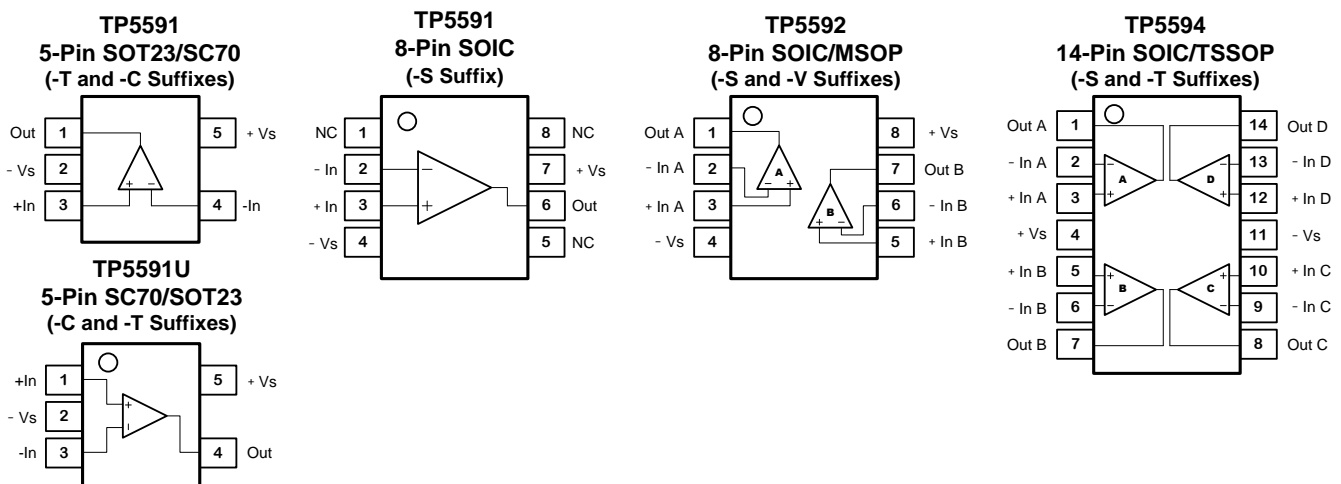 TP5591
5-Pin SOT23/SC70
(-T and -C Suffixes)
Out 1 5 + Vs
- Vs 2
+ -
+In 3 4 -In
TP5591U
5-Pin SC70/SOT23
(-C and -T Suffixes)
+In 1 5 + Vs
+
- Vs 2
-
-In 3 4 Out
TP5591
8-Pin SOIC
(-S Suffix)
NC 1 8 NC
- In 2 - 7 + Vs
+ In 3 + 6 Out
- Vs 4 5 NC
TP5592
8-Pin SOIC/MSOP
(-S and -V Suffixes)
Out A 1 8 + Vs
A
- In A 2 7 Out B
- +
+ In A 3 B 6 - In B
+ -
- Vs 4 5 + In B
TP5594
14-Pin SOIC/TSSOP
(-S and -T Suffixes)
Out A 1 14 Out D
- In A 2 - - 13 - In D
A D
+ In A 3 + + 12 + In D
+ Vs 4 11 - Vs
+ In B 5 + + 10 + In C
B C
- In B 6 - - 9 - In C
Out B 7 8 Out C